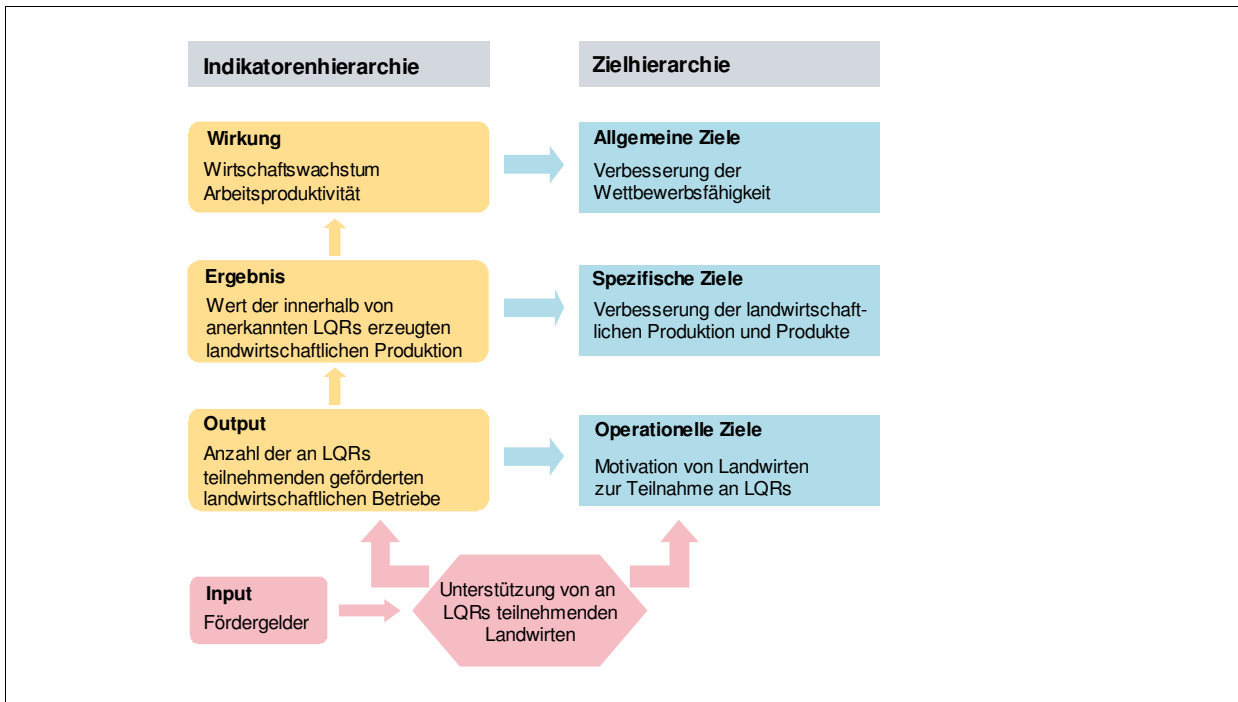 Indikatorenhierarchie
Zielhierarchie
Wirkung
Wirtschaftswachstum
Arbeitsproduktivität
Allgemeine Ziele
Verbesserung der
Wettbewerbsfähigkeit
Ergebnis
Wert der innerhalb von
anerkannten LQRs erzeugten
landwirtschaftlichen Produktion
Spezifische Ziele
Verbesserung der landwirtschaft-
lichen Produktion und Produkte
Output
Anzahl der an LQRs
teilnehmenden geförderten
landwirtschaftlichen Betriebe
Operationelle Ziele
Motivation von Landwirten
zur Teilnahme an LQRs
Input
Fördergelder
Unterstützung von an
LQRs teilnehmenden
Landwirten